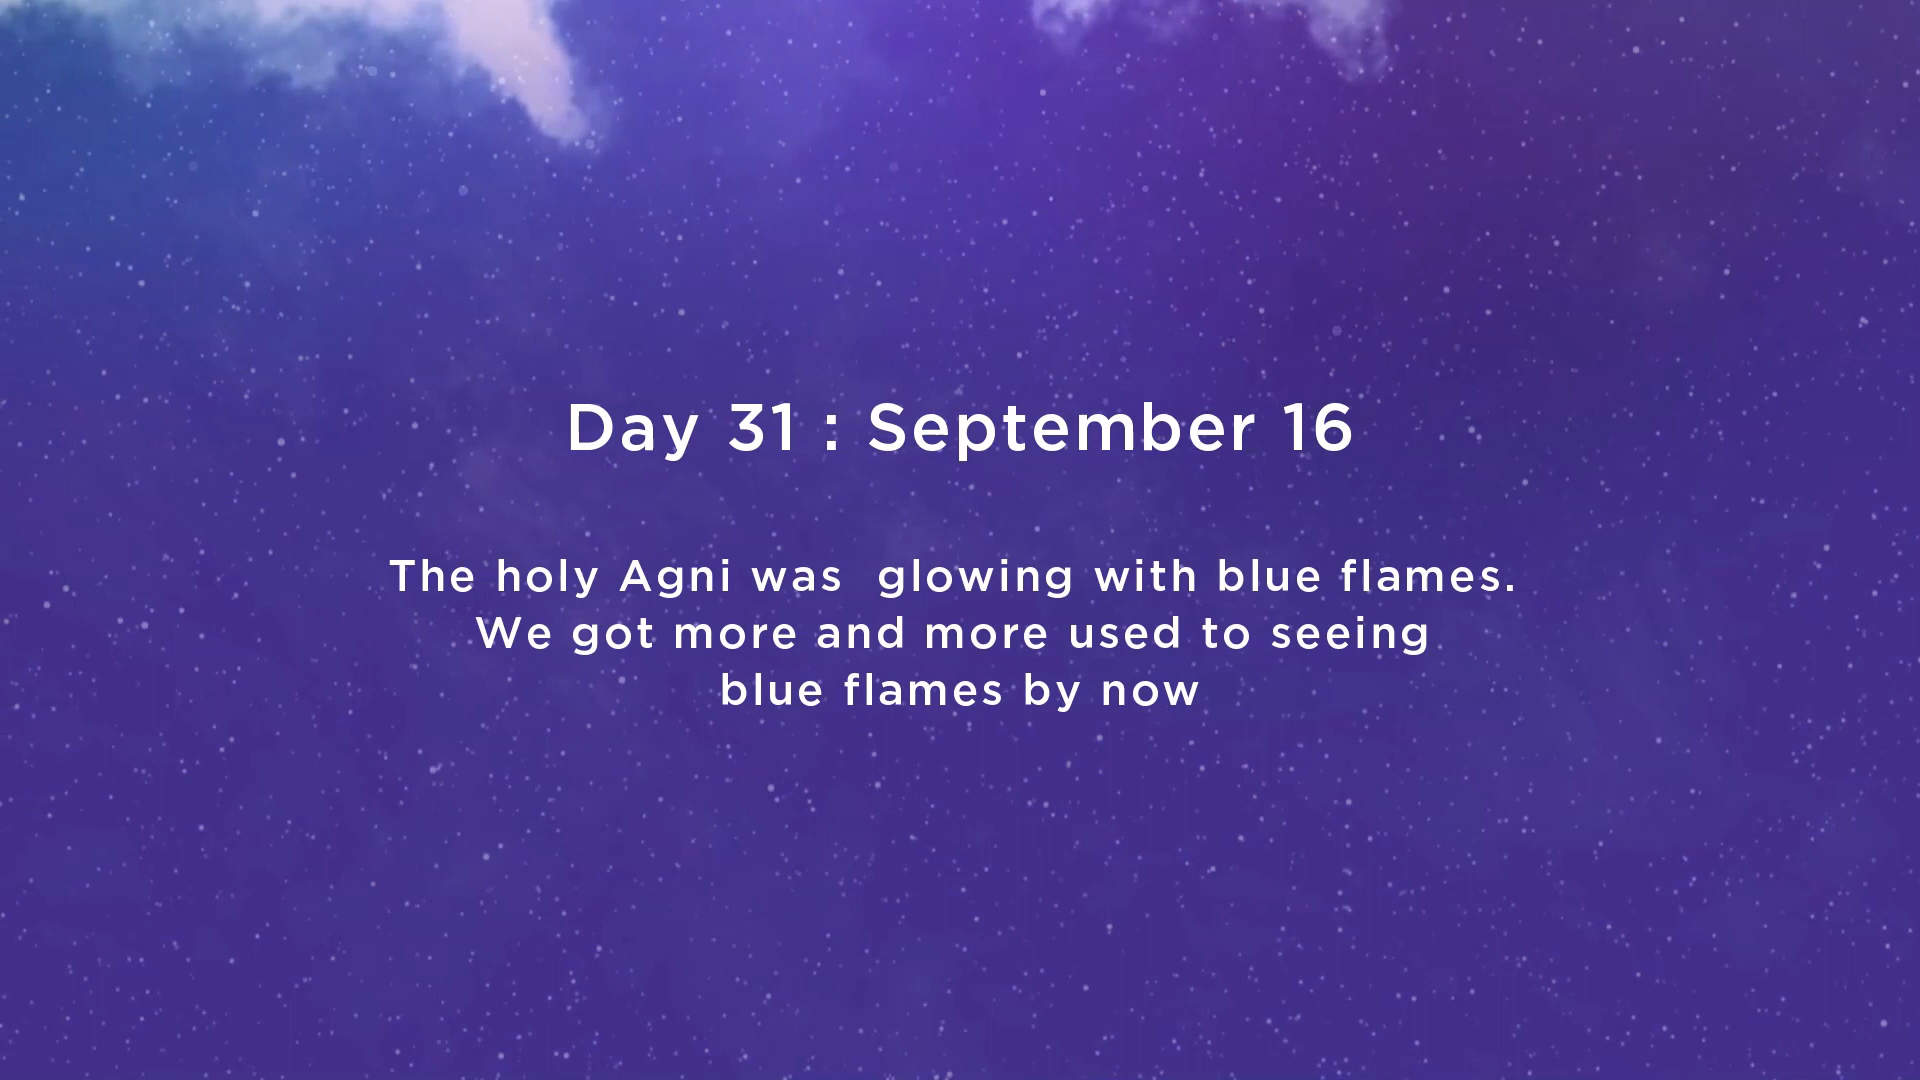 Day 31 : September 16
The holy Agni was  glowing with blue flames.
We got more and more used to seeing
blue flames by now